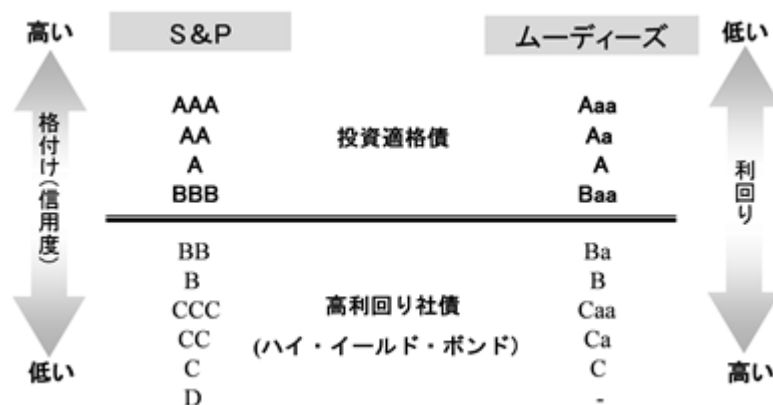 高い S&P ムーディーズ 低い
AAA Aaa
AA 投資適格債 Aa
A A
BBB Baa
格付け(信用度)
利回り
BB Ba
B B
CCC 高利回り社債 Caa
CC (ハイ・イールド・ボンド) Ca
低い C C 高い
D -